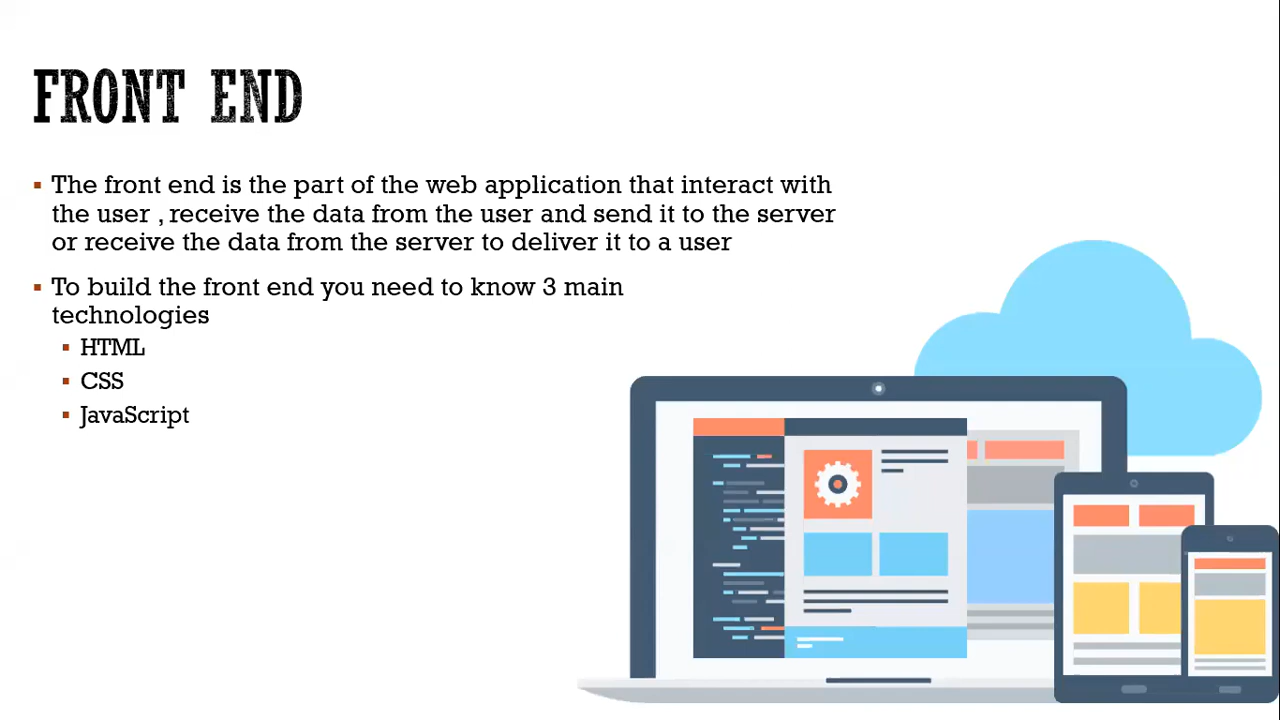 FRONT END
▪ The front end is the part of the web application that interact with
the user , receive the data from the user and send it to the server
or receive the data from the server to deliver it to a user
▪ To build the front end you need to know 3 main
technologies
▪ HTML
▪ CSS
▪ JavaScript